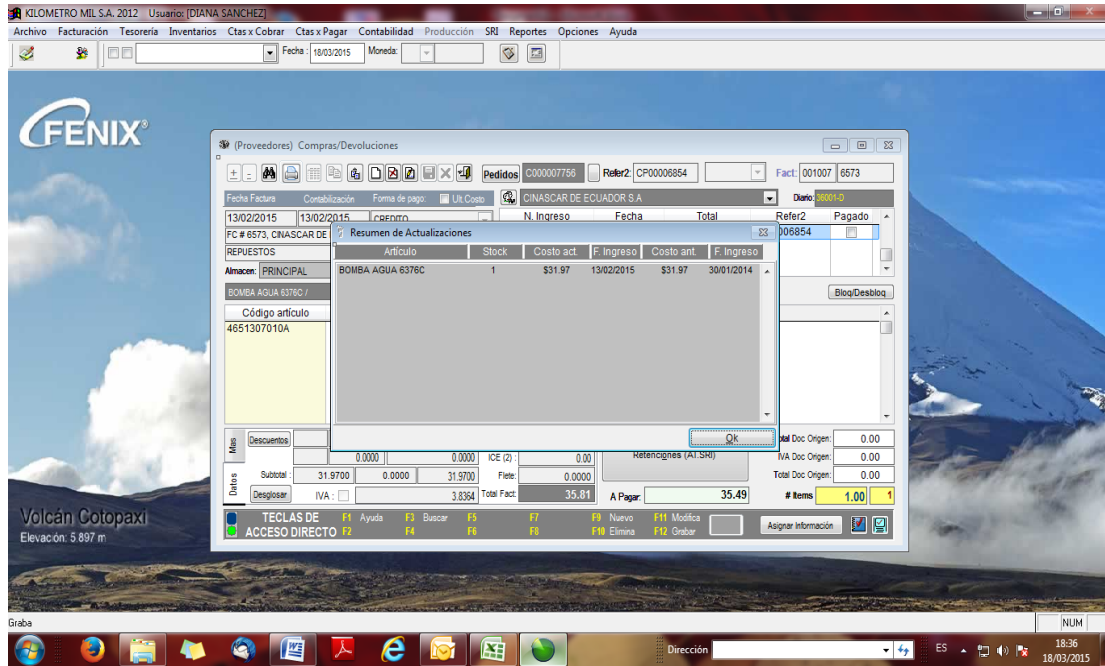 KILOMETRO MIL S.A. 2012 Usuario: [DIANA SANCHEZ]
Archivo Facturación Tesorería Inventarios Ctas x Cobrar Ctas x Pagar Contabilidad Producción SRI Reportes Opciones Ayuda
Fecha : 18/03/2015 Moneda:
FENIX®
(Proveedores) Compras/Devoluciones
Pedidos C000007756 Refer2: CP00006854 Fact: 001007 6573
Fecha Factura Contabilización Forma de pago: Ult.Costo CINASCAR DE ECUADOR S.A Diario: 36001-D
13/02/2015 13/02/2015 CREDITO N. Ingreso Fecha Total Refer2 Pagado
FC # 6573, CINASCAR DE 006854
Resumen de Actualizaciones
REPUESTOS
Artículo Stock Costo act. F. Ingreso Costo ant. F. Ingreso
Almacen: PRINCIPAL
BOMBA AGUA 6376C 1 $31.97 13/02/2015 $31.97 30/01/2014
BOMBA AGUA 6376C / Bloq/Desbloq
Código artículo
4651307010A
Ok
Mas Descuentos otal Doc Origen: 0.00
0.0000 0.0000 ICE (2) : 0.00 Retenciones (AT.SRI) IVA Doc Origen: 0.00
Datos Subtotal : 31.9700 0.0000 31.9700 Flete: 0.0000 Total Doc Origen: 0.00
Desglosar IVA : 3.8364 Total Fact: 35.81 A Pagar: 35.49 # Items 1.00 1
TECLAS DE ACCESO DIRECTO
F1 Ayuda F3 Buscar F5 F7 F9 Nuevo F11 Modifica
F2 F4 F6 F8 F10 Elimina F12 Grabar
Asignar Información
Volcán Cotopaxi
Elevación: 5 897 m
Graba NUM
Dirección ES 18:36
18/03/2015